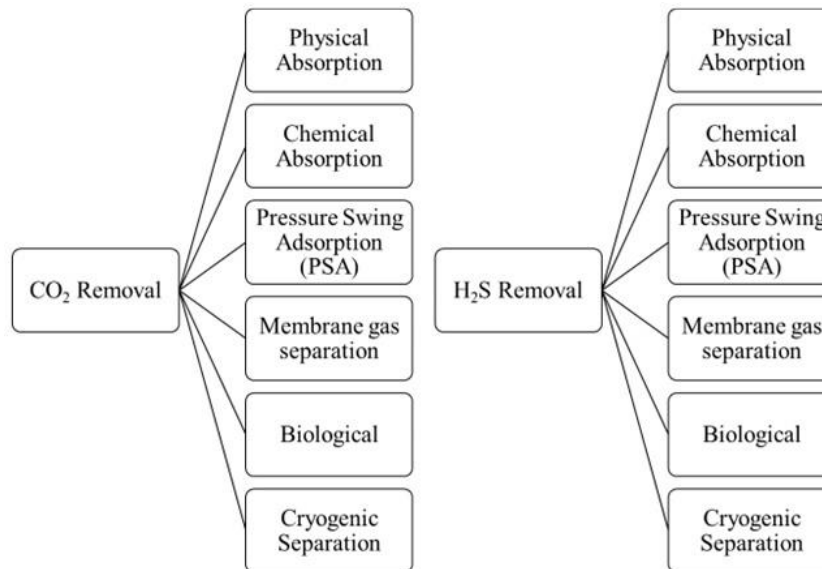 CO₂ Removal
Physical
Absorption
Chemical
Absorption
Pressure Swing
Adsorption
(PSA)
Membrane gas
separation
Biological
Cryogenic
Separation
H₂S Removal
Physical
Absorption
Chemical
Absorption
Pressure Swing
Adsorption
(PSA)
Membrane gas
separation
Biological
Cryogenic
Separation